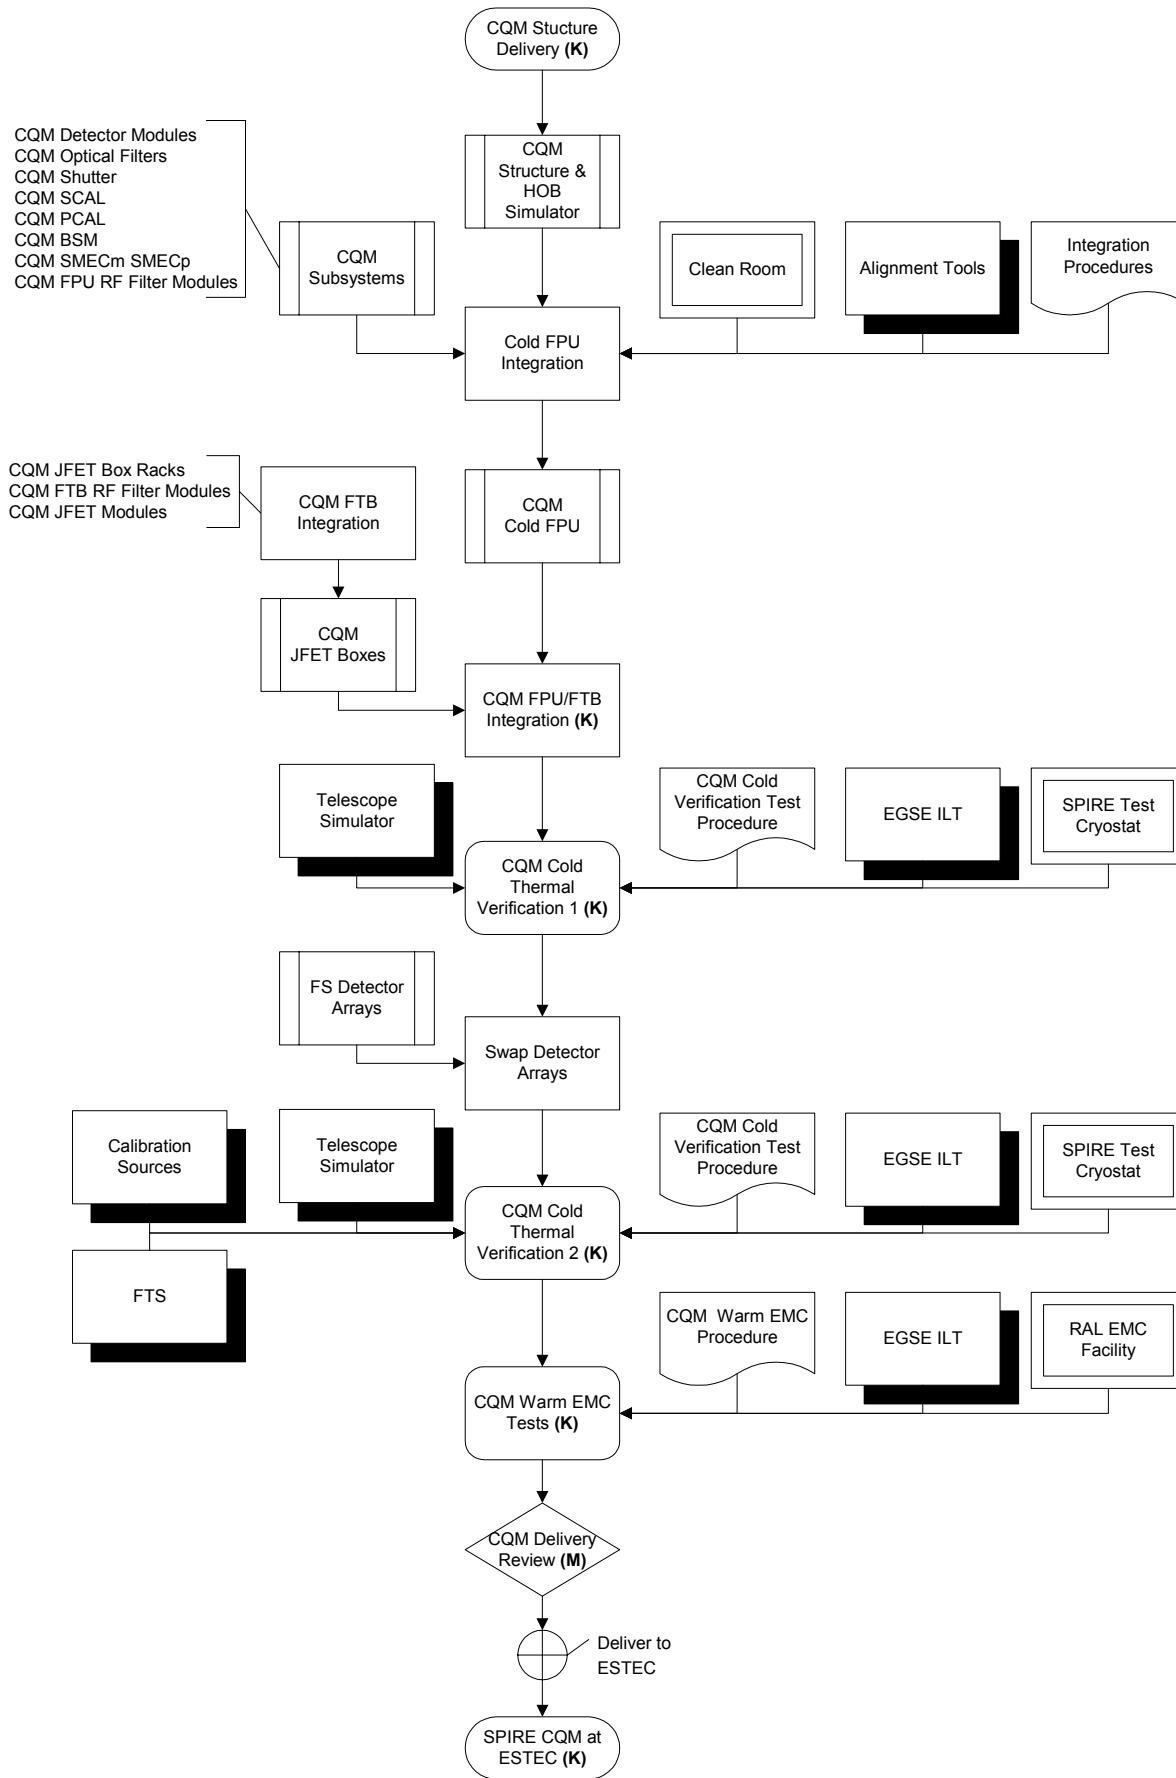 CQM Stucture
Delivery (K)
CQM Detector Modules
CQM Optical Filters
CQM Shutter
CQM SCAL
CQM PCAL
CQM BSM
CQM SMECm SMECp
CQM FPU RF Filter Modules
CQM
Structure &
HOB
Simulator
CQM
Subsystems
Clean Room
Alignment Tools
Integration
Procedures
Cold FPU
Integration
CQM JFET Box Racks
CQM FTB RF Filter Modules
CQM JFET Modules
CQM FTB
Integration
CQM
Cold FPU
CQM
JFET Boxes
CQM FPU/FTB
Integration (K)
Telescope
Simulator
CQM Cold
Verification Test
Procedure
EGSE ILT
SPIRE Test
Cryostat
CQM Cold
Thermal
Verification 1 (K)
FS Detector
Arrays
Swap Detector
Arrays
Calibration
Sources
Telescope
Simulator
CQM Cold
Verification Test
Procedure
EGSE ILT
SPIRE Test
Cryostat
CQM Cold
Thermal
Verification 2 (K)
FTS
CQM  Warm EMC
Procedure
EGSE ILT
RAL EMC
Facility
CQM Warm EMC
Tests (K)
CQM Delivery
Review (M)
Deliver to
ESTEC
SPIRE CQM at
ESTEC (K)